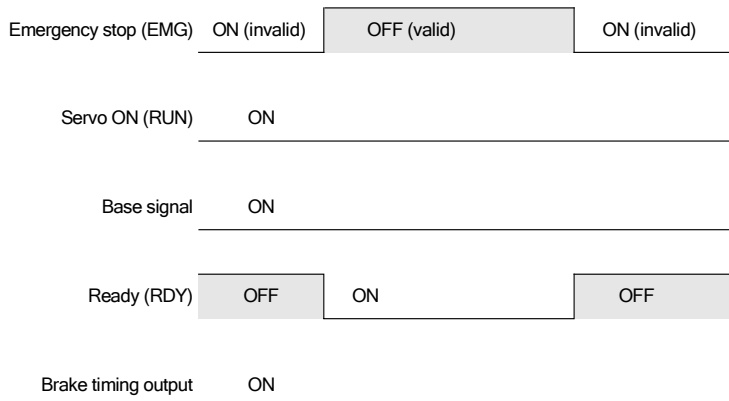 Emergency stop (EMG) ON (invalid) OFF (valid) ON (invalid)
Servo ON (RUN) ON
Base signal ON
Ready (RDY) OFF ON OFF
Brake timing output ON